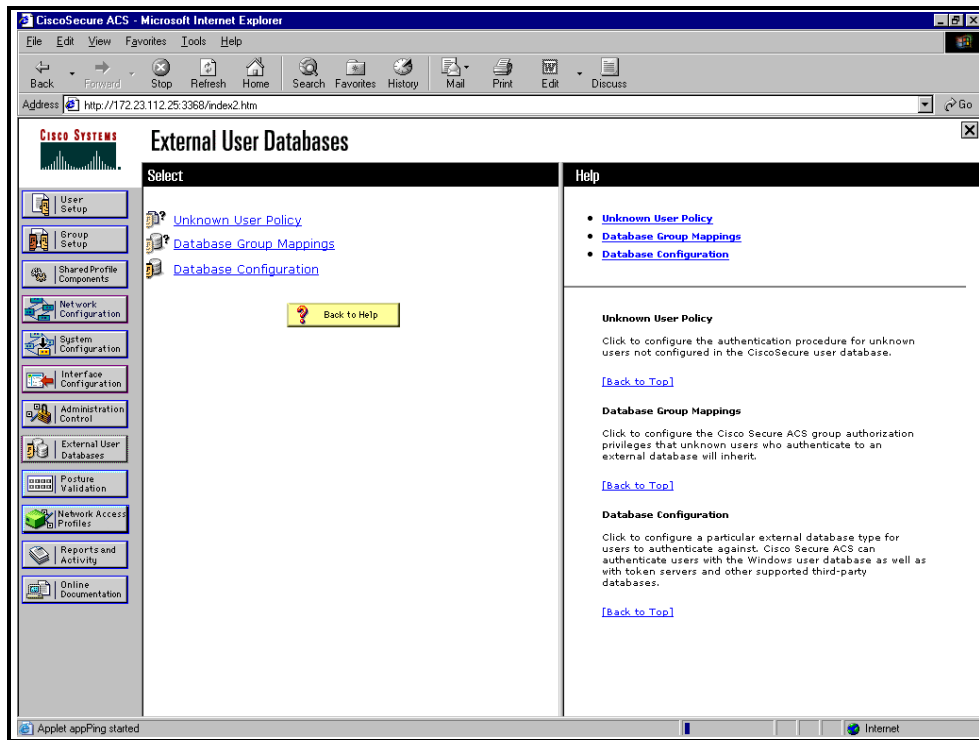 CiscoSecure ACS - Microsoft Internet Explorer
File Edit View Favorites Tools Help
Back Forward Stop Refresh Home Search Favorites History Mail Print Edit Discuss
Address http://172.23.112.25:3368/index2.htm Go
CISCO SYSTEMS
External User Databases
Select
User
Setup
Group
Setup
Shared Profile
Components
Network
Configuration
System
Configuration
Interface
Configuration
Administration
Control
External User
Databases
Posture
Validation
Network Access
Profiles
Reports and
Activity
Online
Documentation
Unknown User Policy
Database Group Mappings
Database Configuration
Back to Help
Help
Unknown User Policy
Database Group Mappings
Database Configuration
Unknown User Policy
Click to configure the authentication procedure for unknown
users not configured in the CiscoSecure user database.
[Back to Top]
Database Group Mappings
Click to configure the Cisco Secure ACS group authorization
privileges that unknown users who authenticate to an
external database will inherit.
[Back to Top]
Database Configuration
Click to configure a particular external database type for
users to authenticate against. Cisco Secure ACS can
authenticate users with the Windows user database as well as
with token servers and other supported third-party
databases.
[Back to Top]
Applet appPing started
Internet